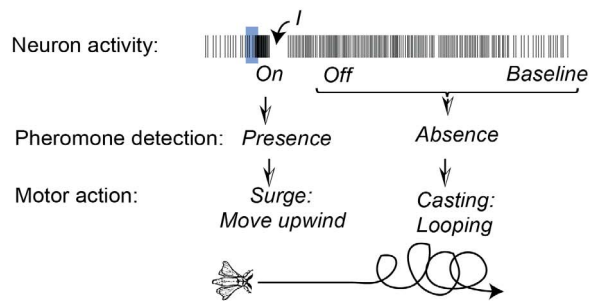 I
Neuron activity:
On Off Baseline
Pheromone detection: Presence Absence
Motor action: Surge: Casting:
Move upwind Looping